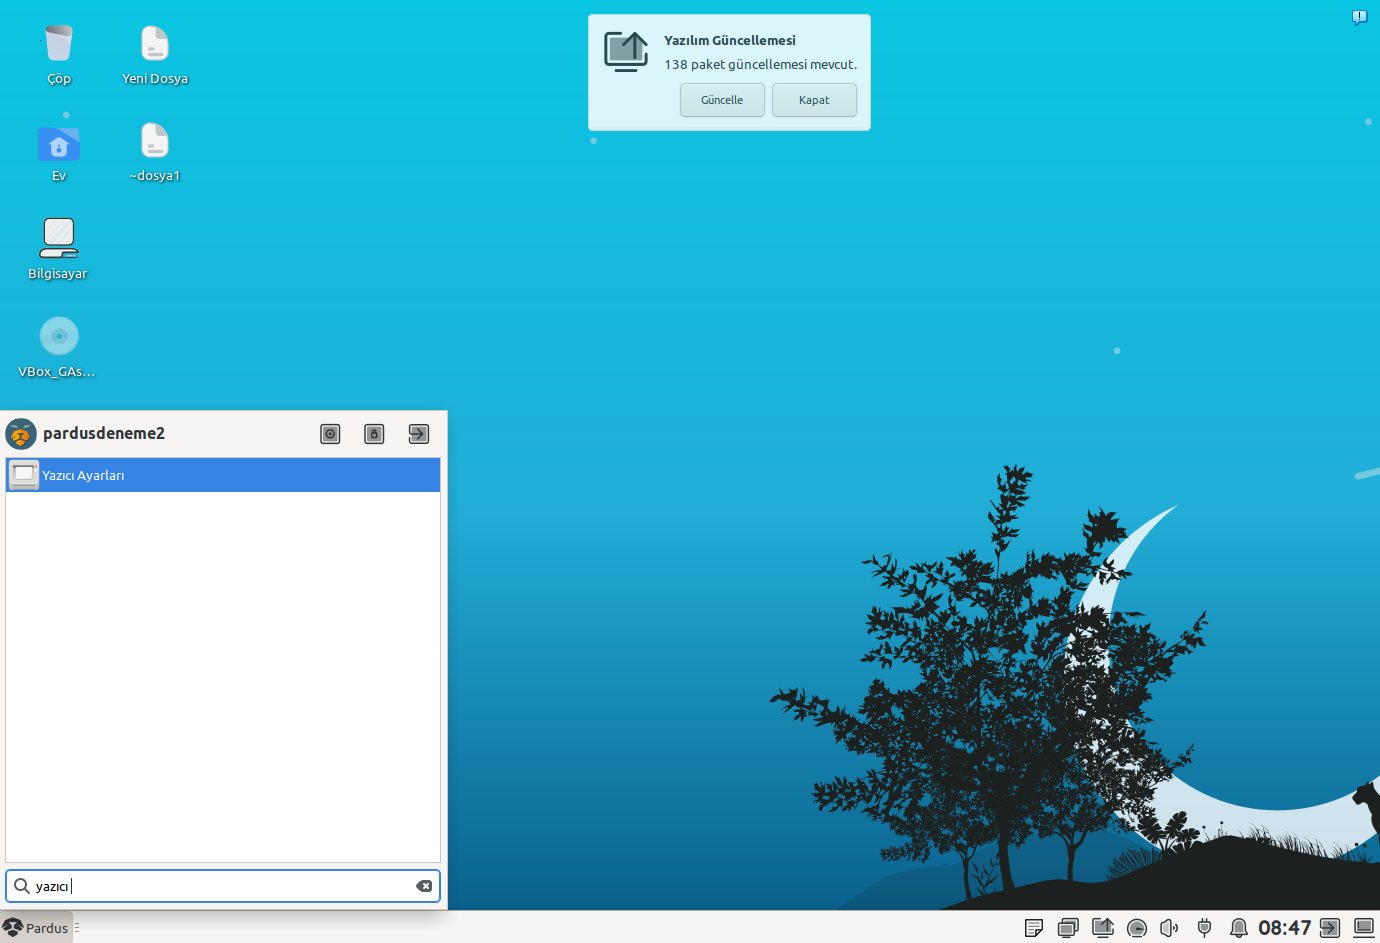 Çöp
Yeni Dosya
Ev
~dosya1
Bilgisayar
VBox_GAs...
Yazılım Güncellemesi
138 paket güncellemesi mevcut.
Güncelle
Kapat
pardusdeneme2
Yazıcı Ayarları
yazıcı
Pardus
08:47